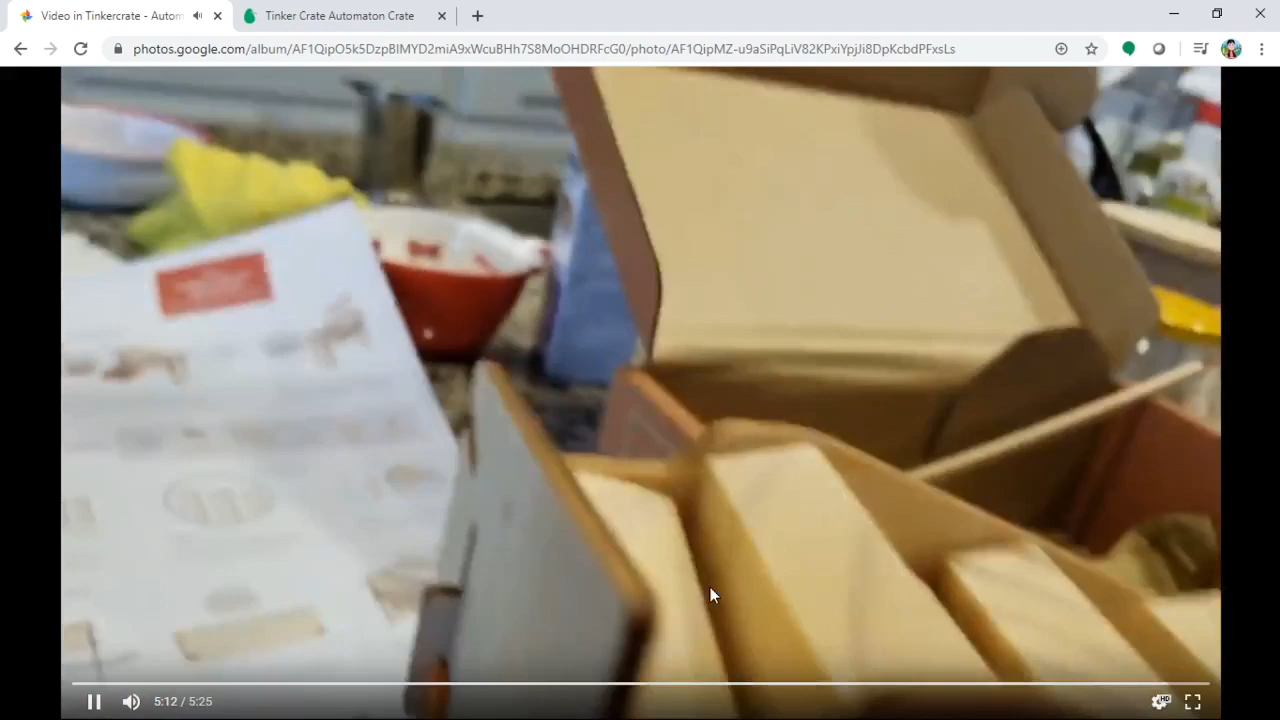 Video in Tinkercrate - Autom
Tinker Crate Automaton Crate
photos.google.com/album/AF1QipO5k5DzpBlMYD2miA9xWcuBHh7S8MoOHDRFcG0/photo/AF1QipMZ-u9aSiPqLiV82KPxiYpjJi8DpKcbdPFxsLs
5:12 / 5:25
HD